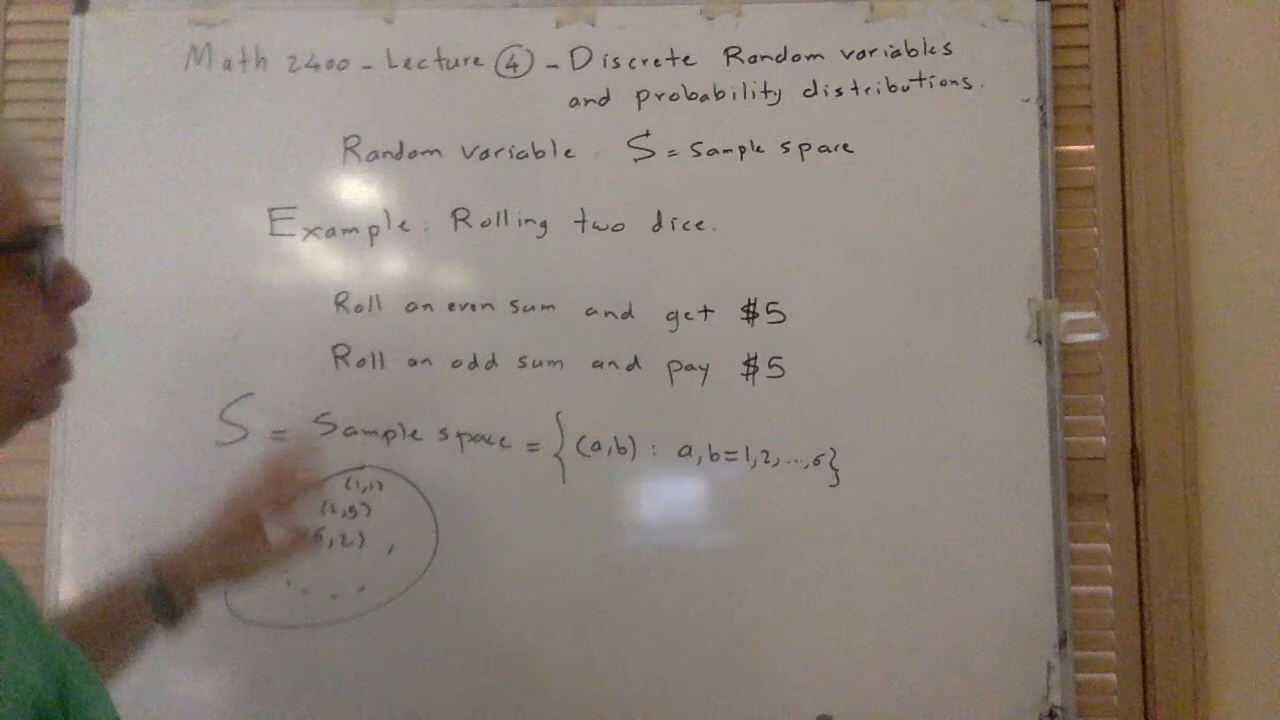 Math 2400 - Lecture ④ - Discrete Random variables
and probability distributions.
Random variable S = Sample space
Example: Rolling two dice.
Roll an even sum and get $5
Roll an odd sum and pay $5
S = Sample space = {(a,b) : a,b=1,2,...,6}
(1,1)
6,2) ,
. . . .